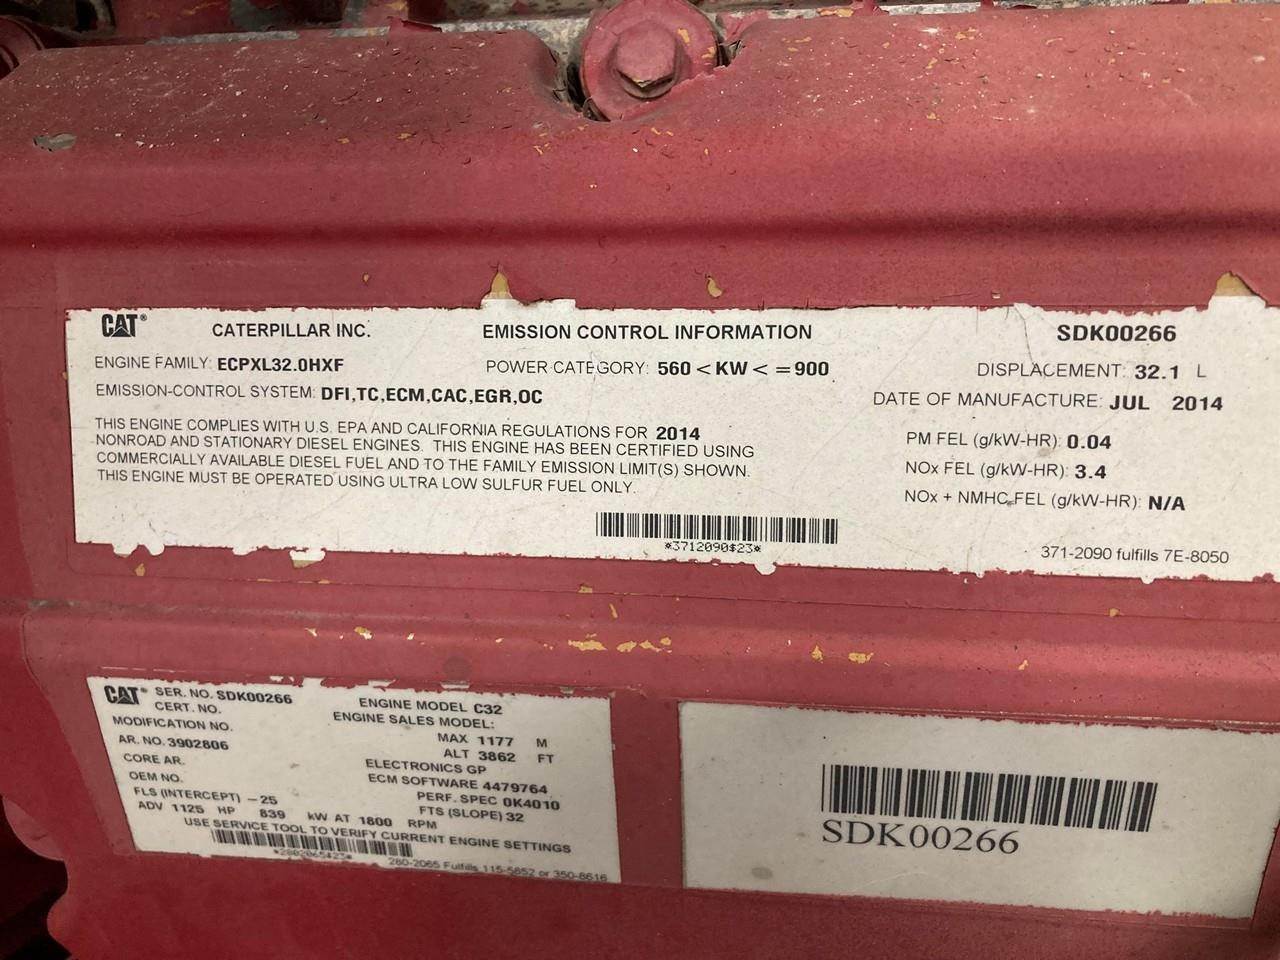 CAT® CATERPILLAR INC. EMISSION CONTROL INFORMATION SDK00266
ENGINE FAMILY: ECPXL32.0HXF POWER CATEGORY: 560 < KW < = 900 DISPLACEMENT: 32.1 L
EMISSION-CONTROL SYSTEM: DFI,TC,ECM,CAC,EGR,OC DATE OF MANUFACTURE: JUL 2014
THIS ENGINE COMPLIES WITH U.S. EPA AND CALIFORNIA REGULATIONS FOR 2014
NONROAD AND STATIONARY DIESEL ENGINES. THIS ENGINE HAS BEEN CERTIFIED USING
COMMERCIALLY AVAILABLE DIESEL FUEL AND TO THE FAMILY EMISSION LIMIT(S) SHOWN.
THIS ENGINE MUST BE OPERATED USING ULTRA LOW SULFUR FUEL ONLY.
PM FEL (g/kW-HR): 0.04
NOx FEL (g/kW-HR): 3.4
NOx + NMHC FEL (g/kW-HR): N/A
*3712090$23*
371-2090 fulfills 7E-8050
CAT® SER. NO. SDK00266 ENGINE MODEL C32
CERT. NO. ENGINE SALES MODEL:
MODIFICATION NO. MAX 1177 M
AR. NO. 3902806 ALT 3862 FT
CORE AR. ELECTRONICS GP
OEM NO. ECM SOFTWARE 4479764
FLS (INTERCEPT) -25 PERF. SPEC 0K4010
ADV 1125 HP 839 kW AT 1800 RPM FTS (SLOPE) 32
USE SERVICE TOOL TO VERIFY CURRENT ENGINE SETTINGS
*2802065$23*
280-2065 Fulfills 115-5852 or 350-8616
SDK00266